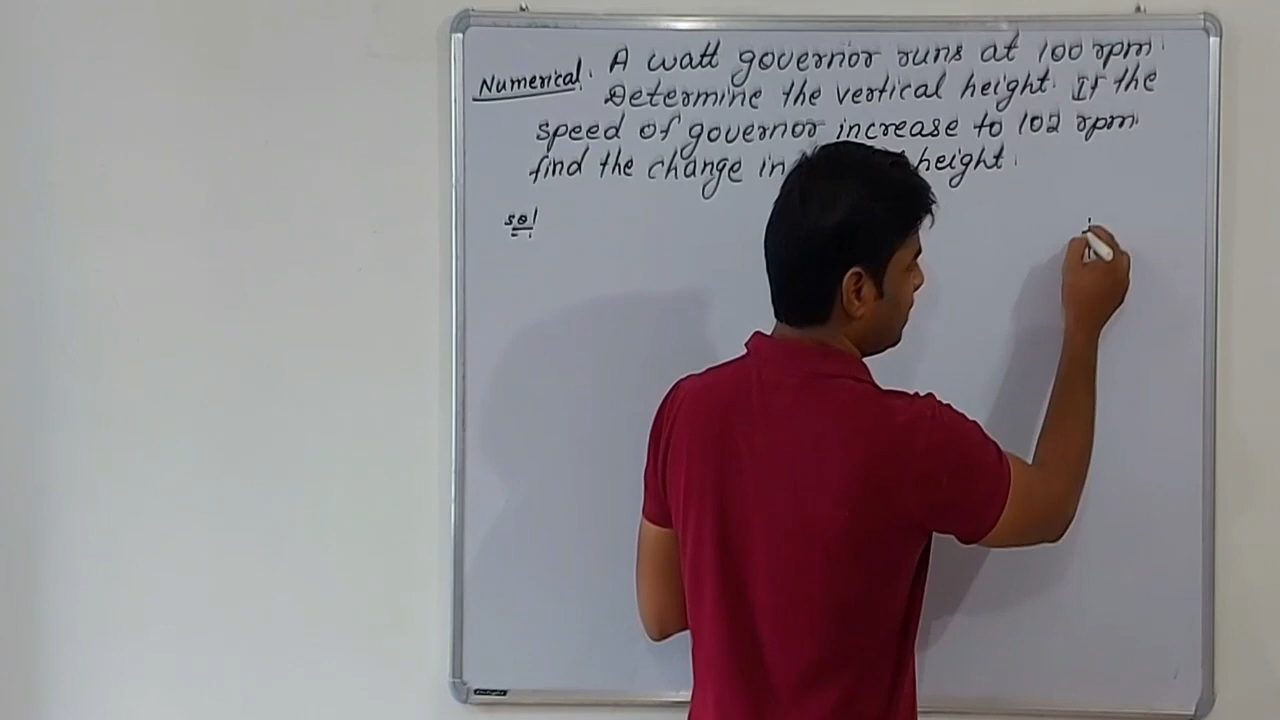 Numerical. A watt governor runs at 100 rpm.
Determine the vertical height. If the
speed of governor increase to 102 rpm
find the change in height.
sol